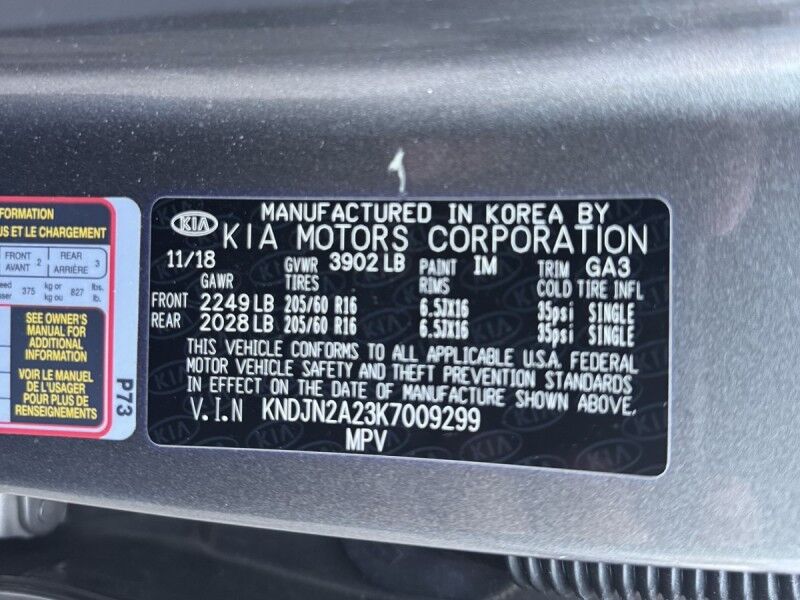 FORMATION
US ET LE CHARGEMENT
FRONT AVANT 2 REAR ARRIÈRE 3
375 kg or kg ou 827 lbs. lb.
SEE OWNER'S
MANUAL FOR
ADDITIONAL
INFORMATION
VOIR LE MANUEL
DE L'USAGER
POUR PLUS DE
RENSEIGNEMENTS
P73
KIA MANUFACTURED IN KOREA BY
KIA MOTORS CORPORATION
11/18 GVWR 3902 LB PAINT IM TRIM GA3
GAWR TIRES RIMS COLD TIRE INFL
FRONT 2249 LB 205/60 R16 6.5JX16 35psi SINGLE
REAR 2028 LB 205/60 R16 6.5JX16 35psi SINGLE
THIS VEHICLE CONFORMS TO ALL APPLICABLE U.S.A. FEDERAL
MOTOR VEHICLE SAFETY AND THEFT PREVENTION STANDARDS
IN EFFECT ON THE DATE OF MANUFACTURE SHOWN ABOVE.
V.I.N KNDJN2A23K7009299
MPV